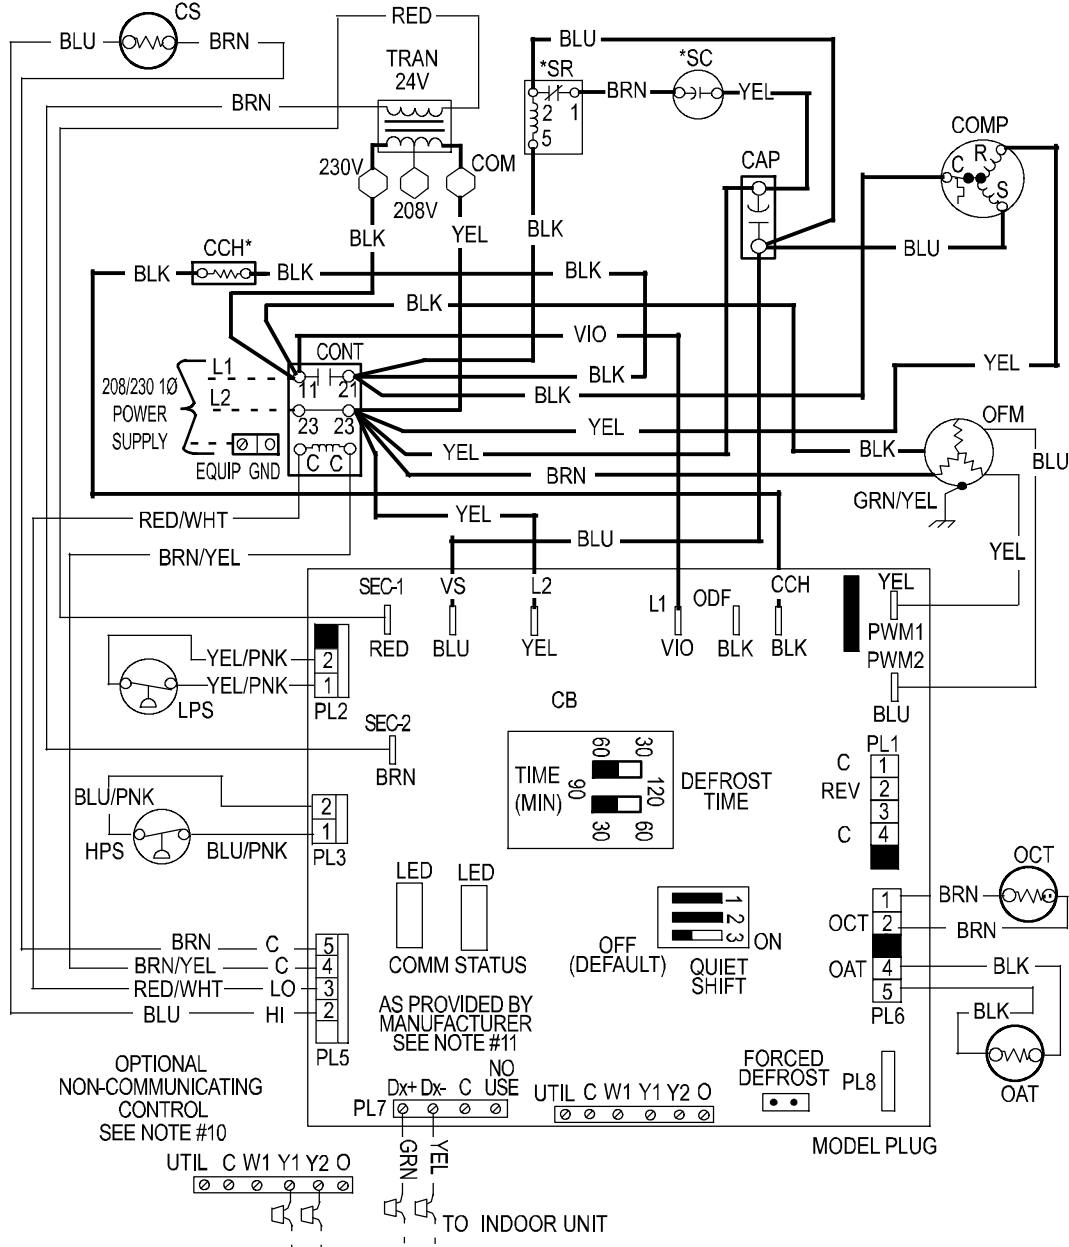 CS
BLU
BRN
RED
TRAN
24V
BRN
230V
208V
COM
BLK
YEL
BLU
*SR
2
1
5
BRN
*SC
YEL
BLK
CAP
COMP
C
R
S
BLU
CCH*
BLK
BLK
BLK
BLK
VIO
CONT
L1
L2
208/230 1Ø
POWER
SUPPLY
EQUIP GND
11
21
23
23
C
C
BLK
BLK
YEL
YEL
YEL
BRN
BLK
OFM
BLU
GRN/YEL
YEL
RED/WHT
BRN/YEL
YEL
BLU
SEC-1
RED
VS
BLU
L2
YEL
L1
VIO
ODF
BLK
CCH
BLK
YEL
PWM1
PWM2
BLU
YEL/PNK
YEL/PNK
LPS
2
1
PL2
CB
SEC-2
BRN
TIME
(MIN)
60
30
90
120
30
60
DEFROST
TIME
PL1
C
1
REV
2
3
C
4
BLU/PNK
BLU/PNK
HPS
2
1
PL3
LED
LED
COMM STATUS
OFF
(DEFAULT)
1
2
3
ON
QUIET
SHIFT
1
OCT
2
OAT
4
5
PL6
OCT
BRN
BRN
BLK
BLK
OAT
BRN
C
5
BRN/YEL
C
4
RED/WHT
LO
3
BLU
HI
2
PL5
AS PROVIDED BY
MANUFACTURER
SEE NOTE #11
OPTIONAL
NON-COMMUNICATING
CONTROL
SEE NOTE #10
PL7
Dx+
Dx-
C
NO
USE
UTIL
C
W1
Y1
Y2
O
FORCED
DEFROST
PL8
MODEL PLUG
GRN
YEL
UTIL
C
W1
Y1
Y2
O
TO INDOOR UNIT